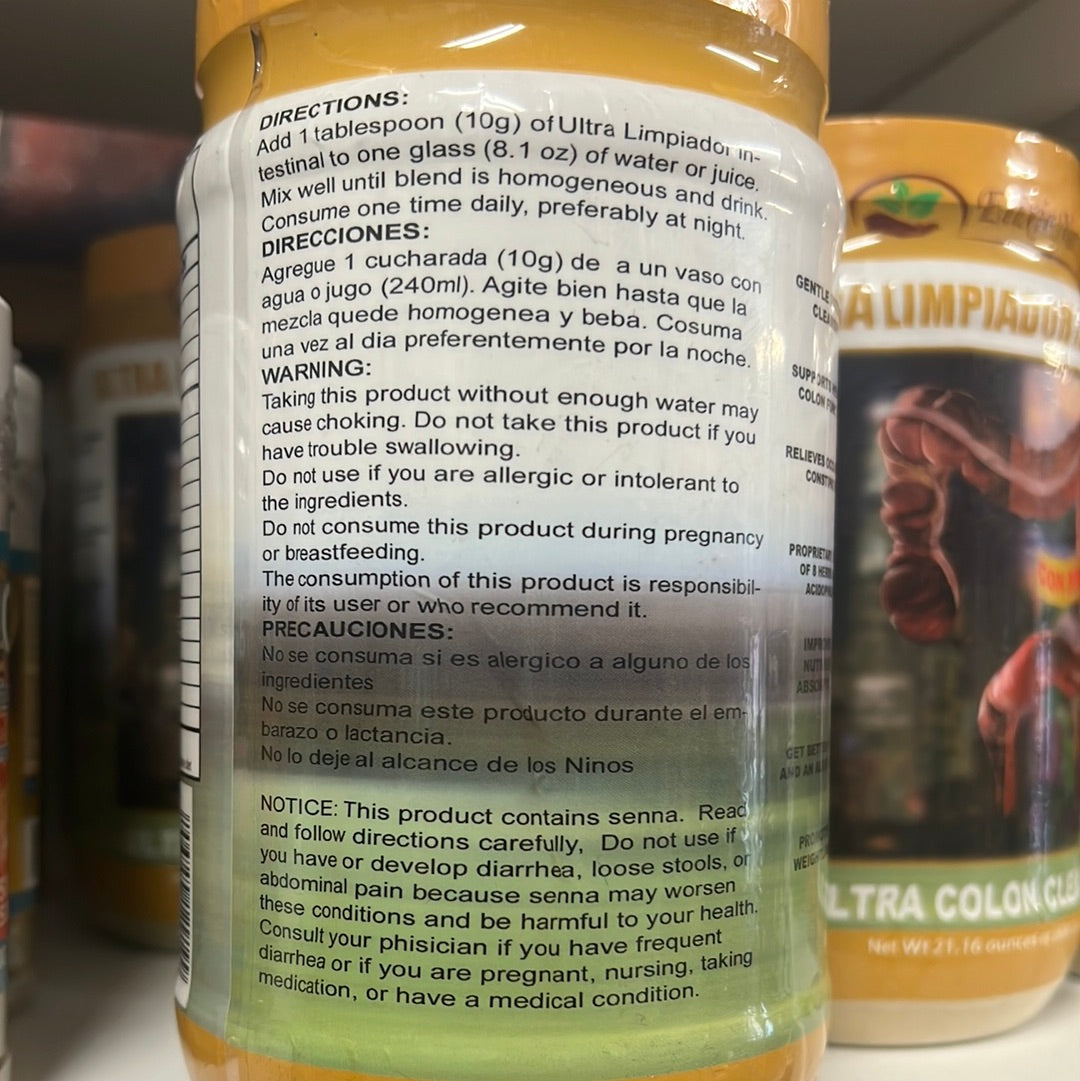 DIRECTIONS:
Add 1 tablespoon (10g) of Ultra Limpiador in-
testinal to one glass (8.1 oz) of water or juice.
Mix well until blend is homogeneous and drink.
Consume one time daily, preferably at night.
DIRECCIONES:
Agregue 1 cucharada (10g) de a un vaso con
agua o jugo (240ml). Agite bien hasta que la
mezcla quede homogenea y beba. Cosuma
una vez al dia preferentemente por la noche.
WARNING:
Taking this product without enough water may
cause choking. Do not take this product if you
have trouble swallowing.
Do not use if you are allergic or intolerant to
the ingredients.
Do not consume this product during pregnancy
or breastfeeding.
The consumption of this product is responsibil-
ity of its user or who recommend it.
PRECAUCIONES:
No se consuma si es alergico a alguno de los
ingredientes
No se consuma este producto durante el em-
barazo o lactancia.
No lo deje al alcance de los Ninos
NOTICE: This product contains senna. Read
and follow directions carefully, Do not use if
you have or develop diarrhea, loose stools, or
abdominal pain because senna may worsen
these conditions and be harmful to your health.
Consult your phisician if you have frequent
diarrhea or if you are pregnant, nursing, taking
medication, or have a medical condition.
GENTLE
COLON
RELIEVES
OF 8
LIMPIADOR
COLON
Net Wt 21.16 ounces